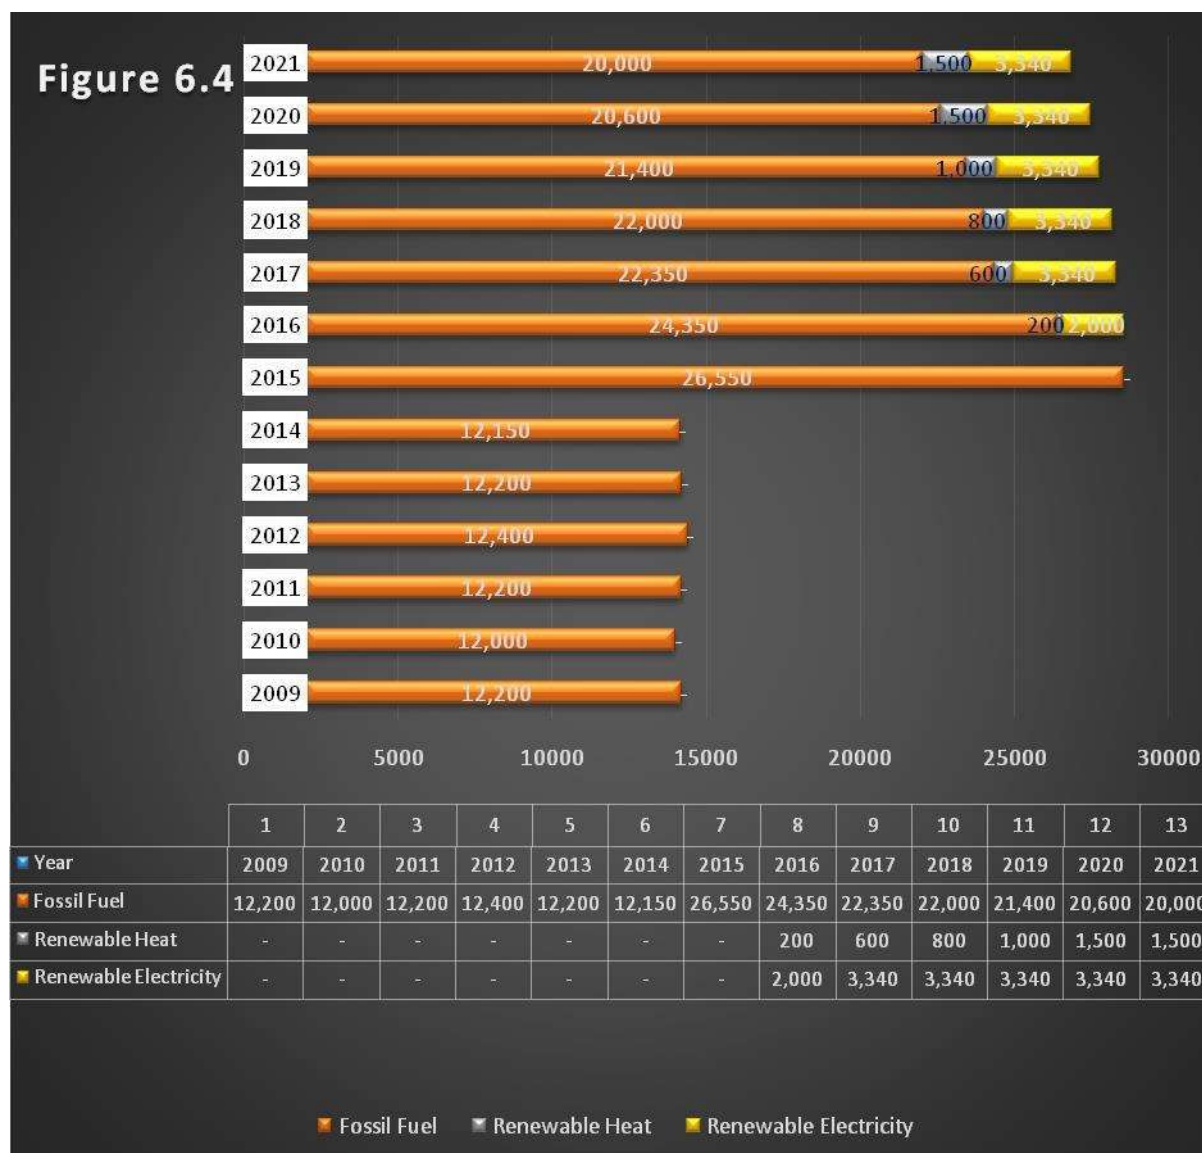 Figure 6.4
2021 20,000 1,500 3,340
2020 20,600 1,500 3,340
2019 21,400 1,000 3,340
2018 22,000 800 3,340
2017 22,350 600 3,340
2016 24,350 200 2,000
2015 26,550 -
2014 12,150 -
2013 12,200 -
2012 12,400 -
2011 12,200 -
2010 12,000 -
2009 12,200 -
0 5000 10000 15000 20000 25000 30000
1 2 3 4 5 6 7 8 9 10 11 12 13
Year 2009 2010 2011 2012 2013 2014 2015 2016 2017 2018 2019 2020 2021
Fossil Fuel 12,200 12,000 12,200 12,400 12,200 12,150 26,550 24,350 22,350 22,000 21,400 20,600 20,000
Renewable Heat - - - - - - - 200 600 800 1,000 1,500 1,500
Renewable Electricity - - - - - - - 2,000 3,340 3,340 3,340 3,340 3,340
Fossil Fuel Renewable Heat Renewable Electricity